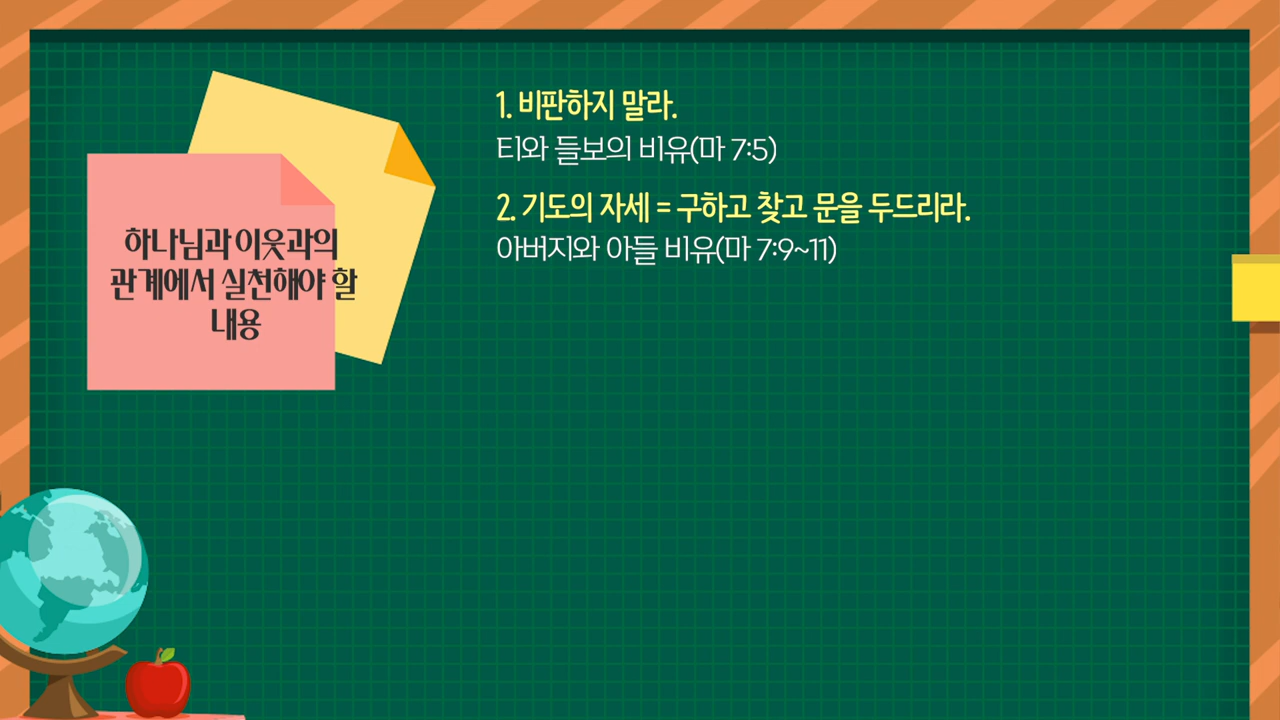 하나님과 이웃과의
관계에서 실천해야 할
내용
1. 비판하지 말라.
티와 들보의 비유(마 7:5)
2. 기도의 자세 = 구하고 찾고 문을 두드리라.
아버지와 아들 비유(마 7:9~11)